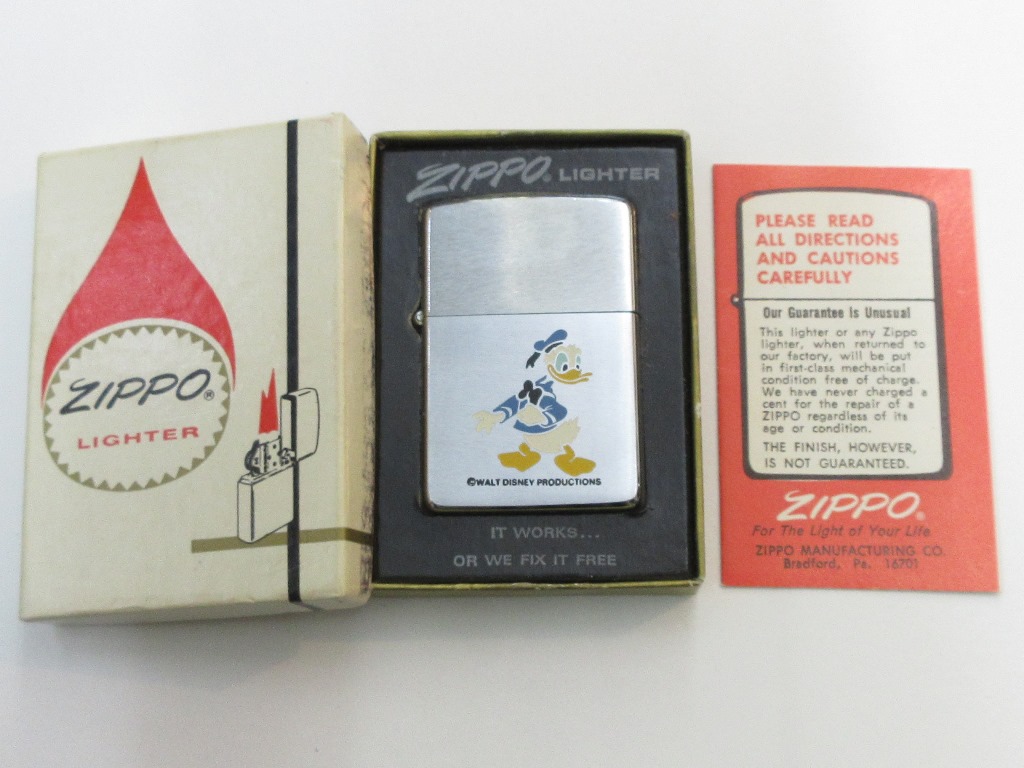 ZIPPO®
LIGHTER
ZIPPO® LIGHTER
©WALT DISNEY PRODUCTIONS
IT WORKS...
OR WE FIX IT FREE
PLEASE READ
ALL DIRECTIONS
AND CAUTIONS
CAREFULLY
Our Guarantee Is Unusual
This lighter or any Zippo
lighter, when returned to
our factory, will be put
in first-class mechanical
condition free of charge.
We have never charged a
cent for the repair of a
ZIPPO regardless of its
age or condition.
THE FINISH, HOWEVER,
IS NOT GUARANTEED.
ZIPPO®
For The Light of Your Life
ZIPPO MANUFACTURING CO.
Bradford, Pa. 16701